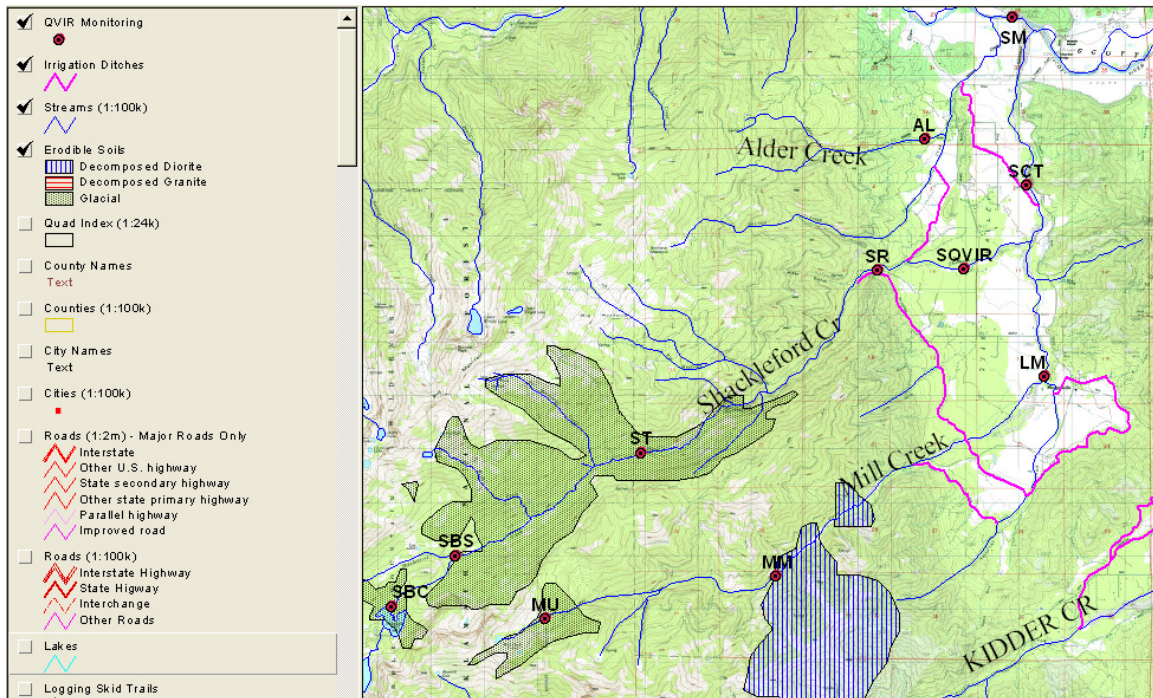 QVIR Monitoring
Irrigation Ditches
Streams (1:100k)
Erodible Soils
Decomposed Diorite
Decomposed Granite
Glacial
Quad Index (1:24k)
County Names
Text
Counties (1:100k)
City Names
Text
Cities (1:100k)
Roads (1:2m) - Major Roads Only
Interstate
Other U.S. highway
State secondary highway
Other state primary highway
Parallel highway
Improved road
Roads (1:100k)
Interstate Highway
State Higway
Interchange
Other Roads
Lakes
Logging Skid Trails
SM
AL
Alder Creek
SCT
SR
SQVIR
Shackleford Cr
LM
ST
Mill Creek
SBS
MM
SBC
MU
KIDDER CR